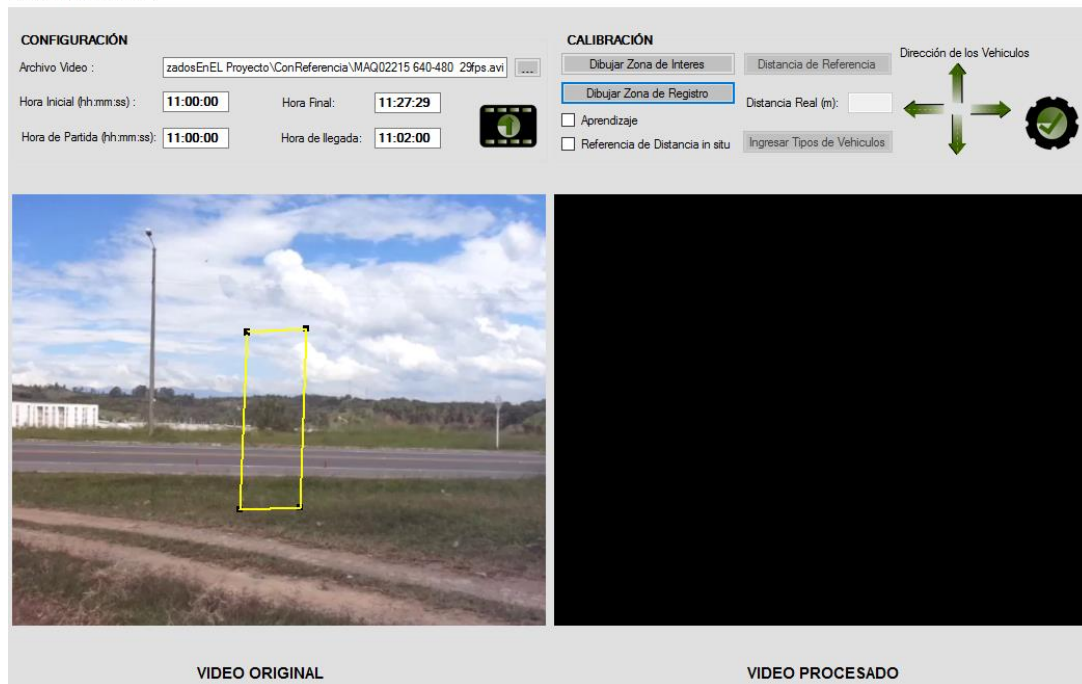 CONFIGURACIÓN
Archivo Video :
zadosEnEL Proyecto\ConReferencia\MAQ02215 640-480 29fps.avi
...
Hora Inicial (hh:mm:ss) :
11:00:00
Hora Final:
11:27:29
Hora de Partida (hh:mm:ss):
11:00:00
Hora de llegada:
11:02:00
CALIBRACIÓN
Dibujar Zona de Interes
Distancia de Referencia
Dirección de los Vehiculos
Dibujar Zona de Registro
Distancia Real (m):
Aprendizaje
Referencia de Distancia in situ
Ingresar Tipos de Vehiculos
VIDEO ORIGINAL
VIDEO PROCESADO